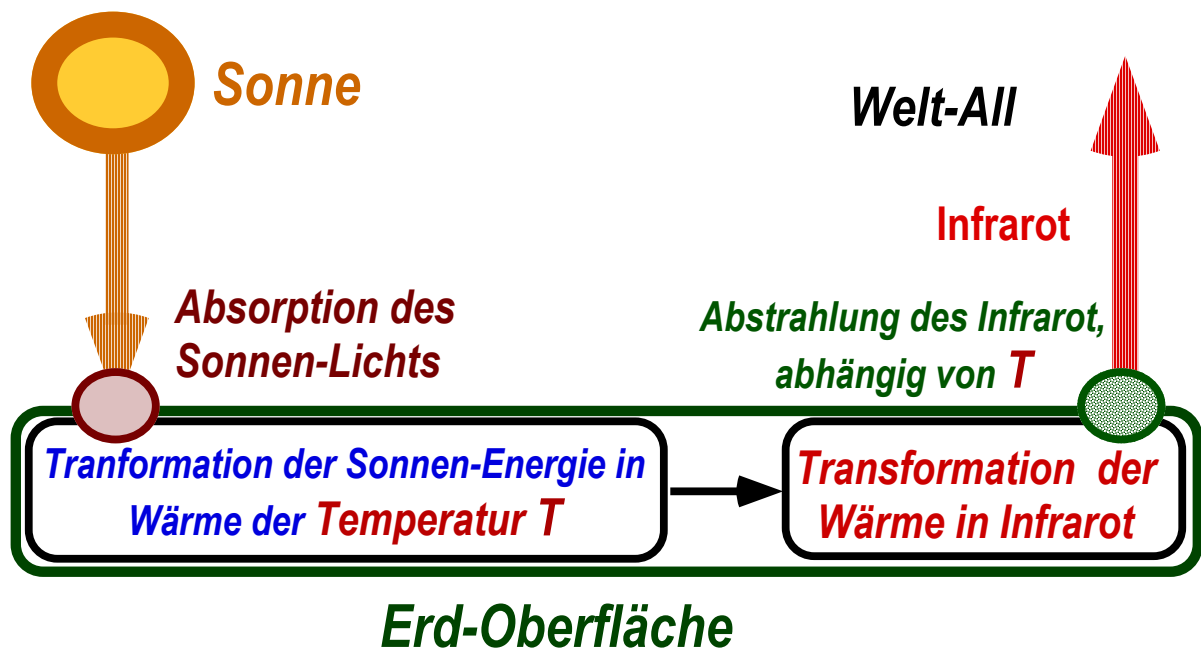 Sonne
Welt-All
Infrarot
Absorption des
Sonnen-Lichts
Abstrahlung des Infrarot,
abhängig von T
Tranformation der Sonnen-Energie in
Wärme der Temperatur T
Transformation der
Wärme in Infrarot
Erd-Oberfläche